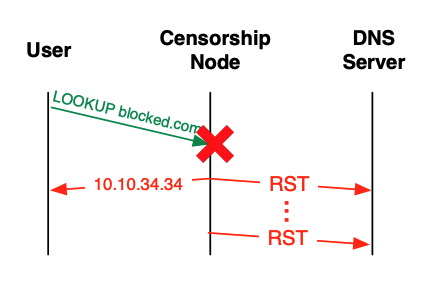 User
Censorship
Node
DNS
Server
LOOKUP blocked.com
10.10.34.34
RST
RST